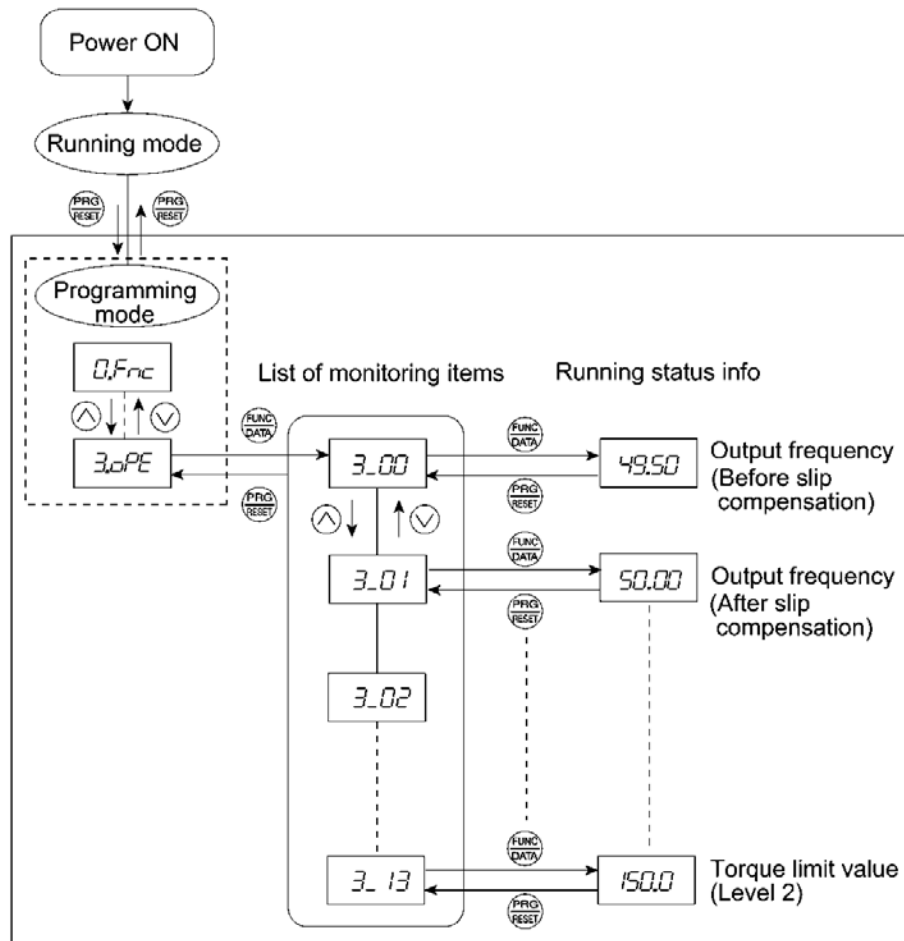 Power ON
Running mode
PRG
RESET
PRG
RESET
Programming
mode
0.Fnc
List of monitoring items
Running status info
FUNC
DATA
3.oPE
PRG
RESET
3_00
FUNC
DATA
PRG
RESET
49.50
Output frequency
(Before slip
compensation)
3_01
FUNC
DATA
PRG
RESET
50.00
Output frequency
(After slip
compensation)
3_02
3_13
FUNC
DATA
PRG
RESET
150.0
Torque limit value
(Level 2)